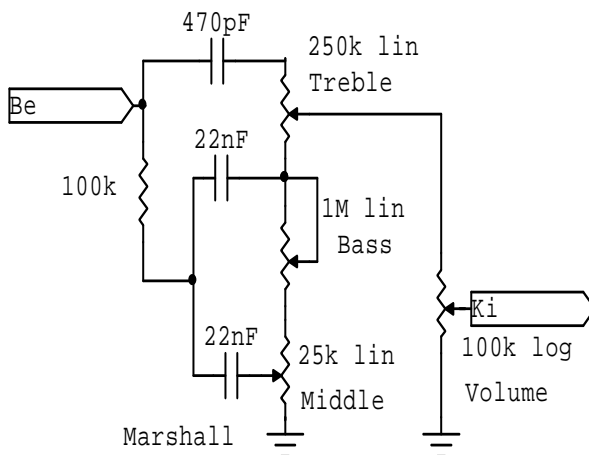 470pF
250k lin
Treble
Be
22nF
100k
1M lin
Bass
Ki
22nF
25k lin
100k log
Middle
Volume
Marshall